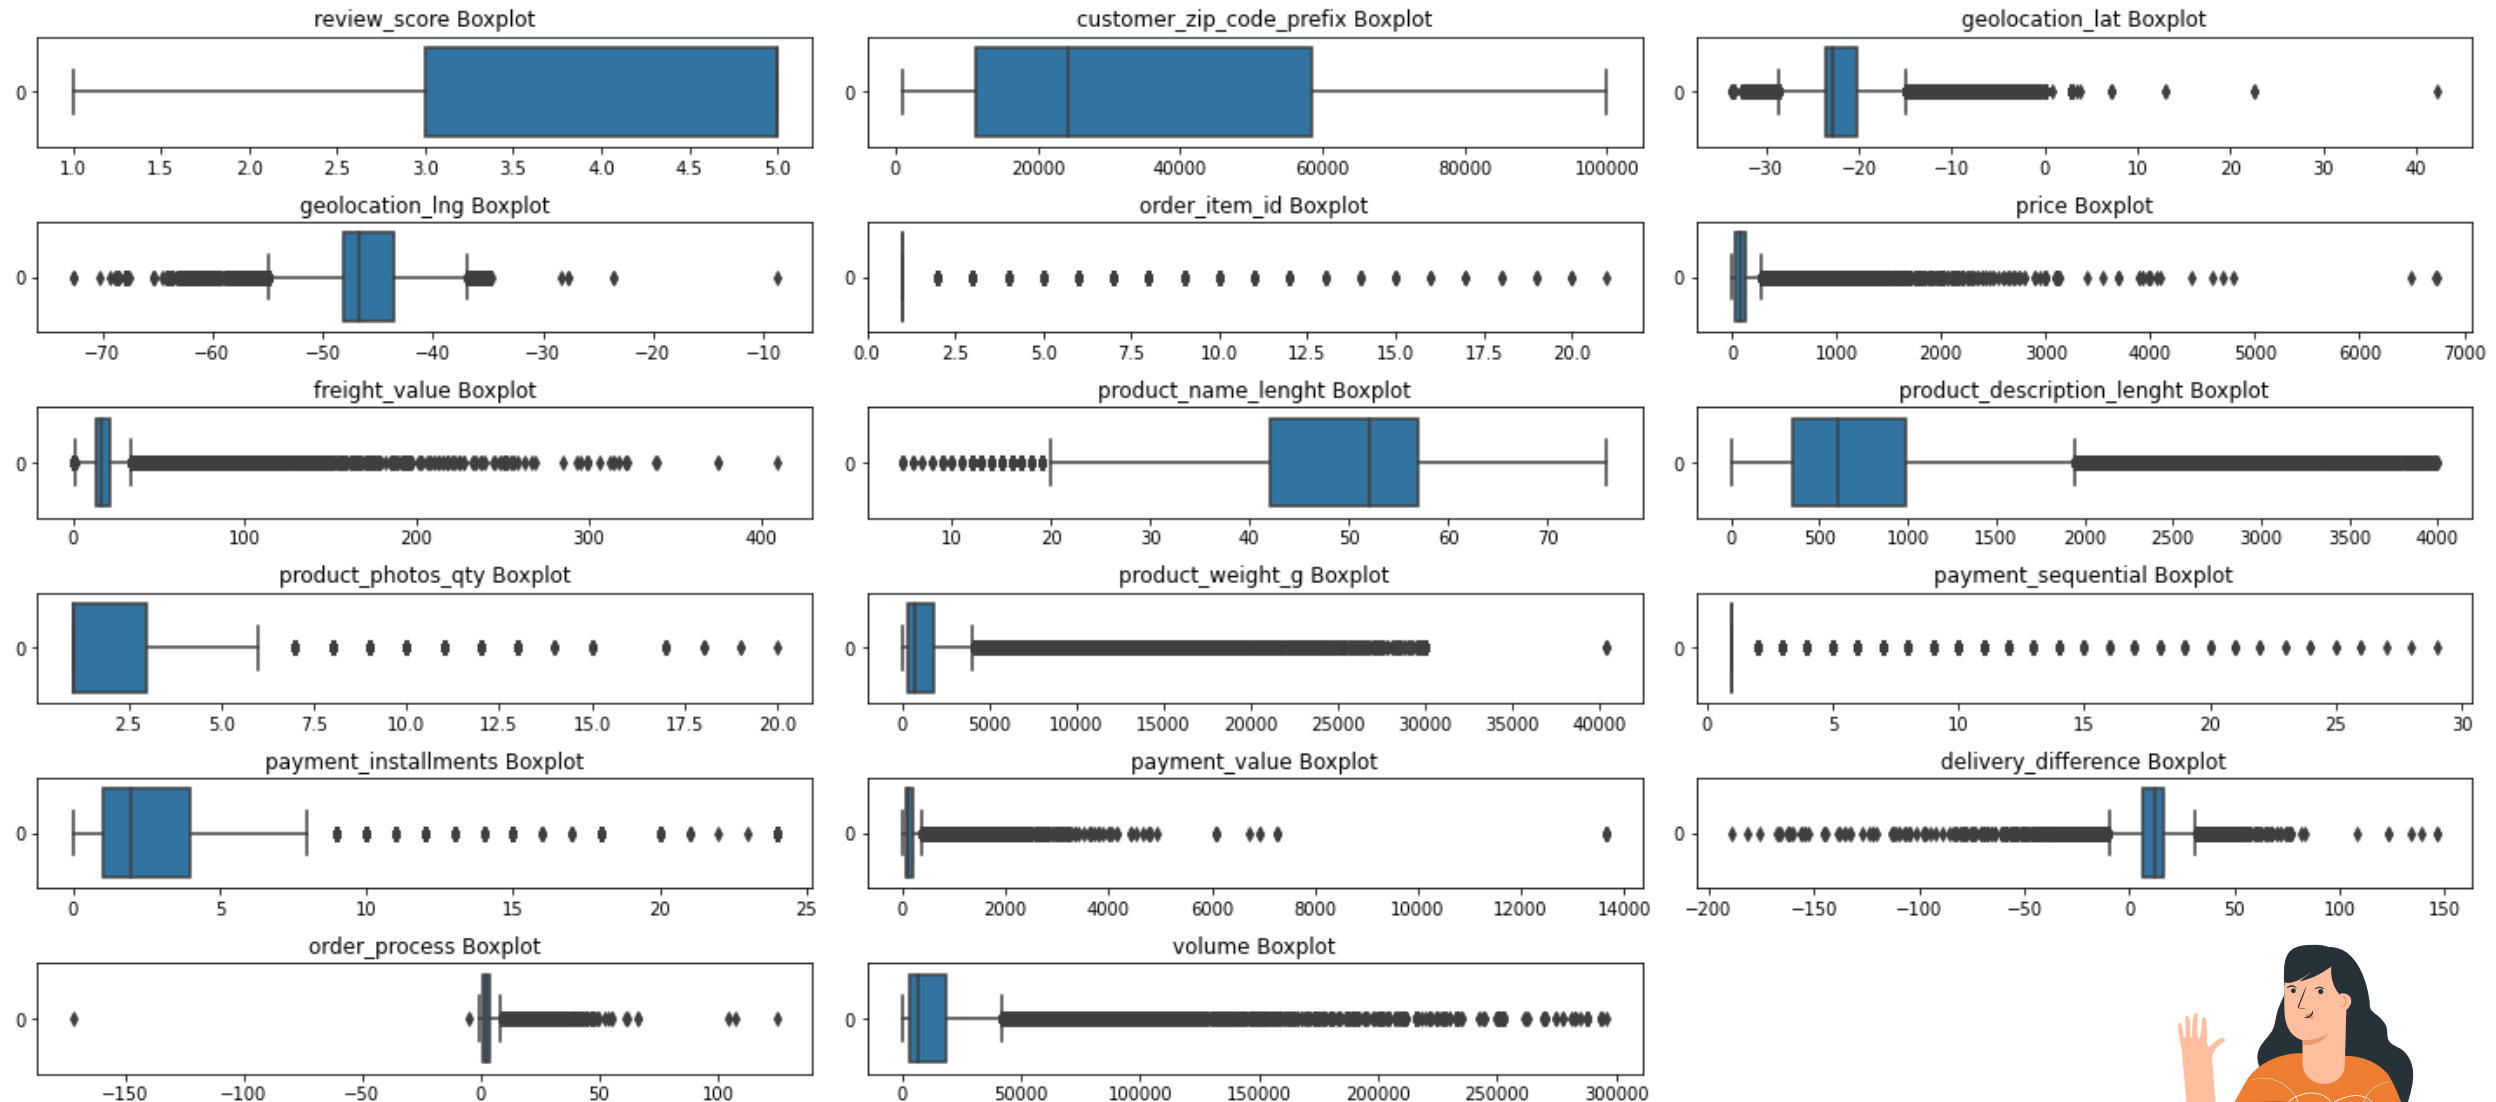 review_score Boxplot customer_zip_code_prefix Boxplot geolocation_lat Boxplot
0 0 0
1.0 1.5 2.0 2.5 3.0 3.5 4.0 4.5 5.0 0 20000 40000 60000 80000 100000 −30 −20 −10 0 10 20 30 40
geolocation_lng Boxplot order_item_id Boxplot price Boxplot
0 0 0
−70 −60 −50 −40 −30 −20 −10 0.0 2.5 5.0 7.5 10.0 12.5 15.0 17.5 20.0 0 1000 2000 3000 4000 5000 6000 7000
freight_value Boxplot product_name_lenght Boxplot product_description_lenght Boxplot
0 0 0
0 100 200 300 400 10 20 30 40 50 60 70 0 500 1000 1500 2000 2500 3000 3500 4000
product_photos_qty Boxplot product_weight_g Boxplot payment_sequential Boxplot
0 0 0
2.5 5.0 7.5 10.0 12.5 15.0 17.5 20.0 0 5000 10000 15000 20000 25000 30000 35000 40000 0 5 10 15 20 25 30
payment_installments Boxplot payment_value Boxplot delivery_difference Boxplot
0 0 0
0 5 10 15 20 25 0 2000 4000 6000 8000 10000 12000 14000 −200 −150 −100 −50 0 50 100 150
order_process Boxplot volume Boxplot
0 0
−150 −100 −50 0 50 100 0 50000 100000 150000 200000 250000 300000